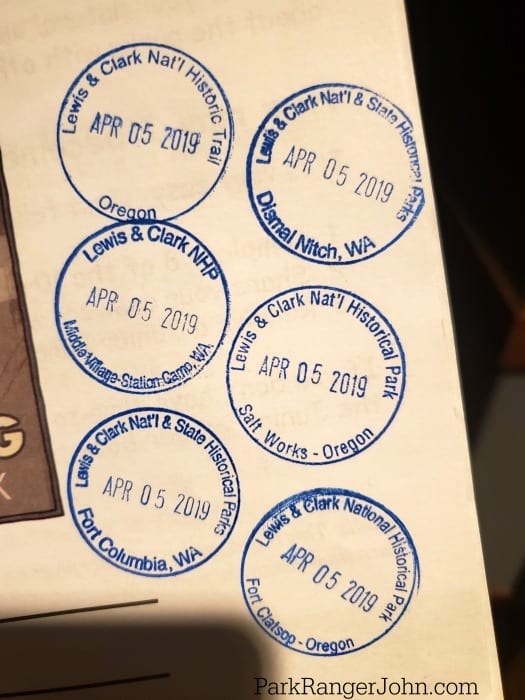 Lewis & Clark Nat'l Historic Trail
APR 05 2019
Oregon
Lewis & Clark Nat'l & State Historical Parks
APR 05 2019
Dismal Nitch, WA
Lewis & Clark NHP
APR 05 2019
Middle Village-Station Camp, WA
Lewis & Clark Nat'l Historical Park
APR 05 2019
Salt Works - Oregon
Lewis & Clark Nat'l & State Historical Parks
APR 05 2019
Fort Columbia, WA
Lewis & Clark National Historical Park
APR 05 2019
Fort Clatsop - Oregon
G
X
ParkRangerJohn.com